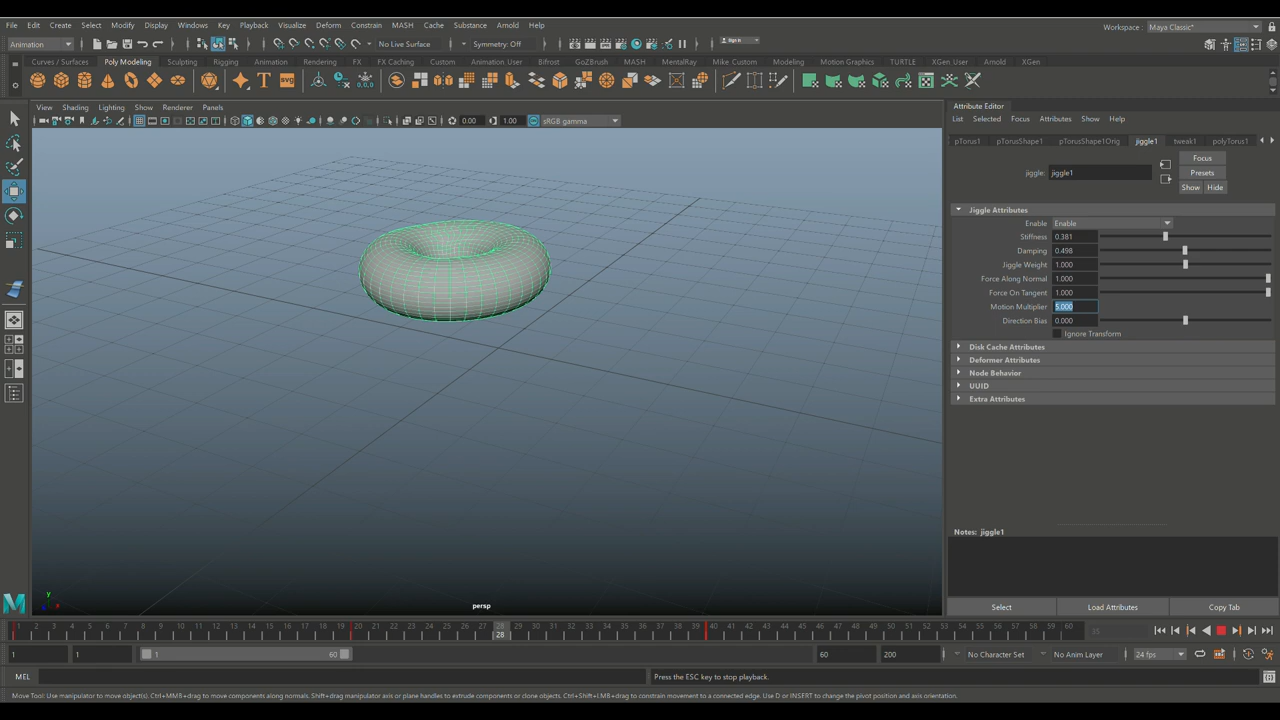 File Edit Create Select Modify Display Windows Key Playback Visualize Deform Constrain MASH Cache Substance Arnold Help
Workspace : Maya Classic*
Animation No Live Surface Symmetry: Off Sign In
Curves / Surfaces Poly Modeling Sculpting Rigging Animation Rendering FX FX Caching Custom Animation_User Bifrost GoZBrush MASH MentalRay Mike_Custom Modeling Motion Graphics TURTLE XGen_User Arnold XGen
T SVG 0,0,0
View Shading Lighting Show Renderer Panels
0.00 1.00 sRGB gamma
Attribute Editor
List Selected Focus Attributes Show Help
pTorus1 pTorusShape1 pTorusShape1Orig jiggle1 tweak1 polyTorus1
Focus
jiggle: jiggle1 Presets
Show Hide
Jiggle Attributes
Enable Enable
Stiffness 0.381
Damping 0.498
Jiggle Weight 1.000
Force Along Normal 1.000
Force On Tangent 1.000
Motion Multiplier 5.000
Direction Bias 0.000
Ignore Transform
Disk Cache Attributes
Deformer Attributes
Node Behavior
UUID
Extra Attributes
Notes: jiggle1
Select Load Attributes Copy Tab
y
x
persp
1 2 3 4 5 6 7 8 9 10 11 12 13 14 15 16 17 18 19 20 21 22 23 24 25 26 27 28 29 30 31 32 33 34 35 36 37 38 39 40 41 42 43 44 45 46 47 48 49 50 51 52 53 54 55 56 57 58 59 60
28 35
1 1 1 60 60 200 No Character Set No Anim Layer 24 fps
MEL Press the ESC key to stop playback.
Move Tool: Use manipulator to move object(s). Ctrl+MMB+drag to move components along normals. Shift+drag manipulator axis or plane handles to extrude components or clone objects. Ctrl+Shift+LMB+drag to constrain movement to a connected edge. Use D or INSERT to change the pivot position and axis orientation.